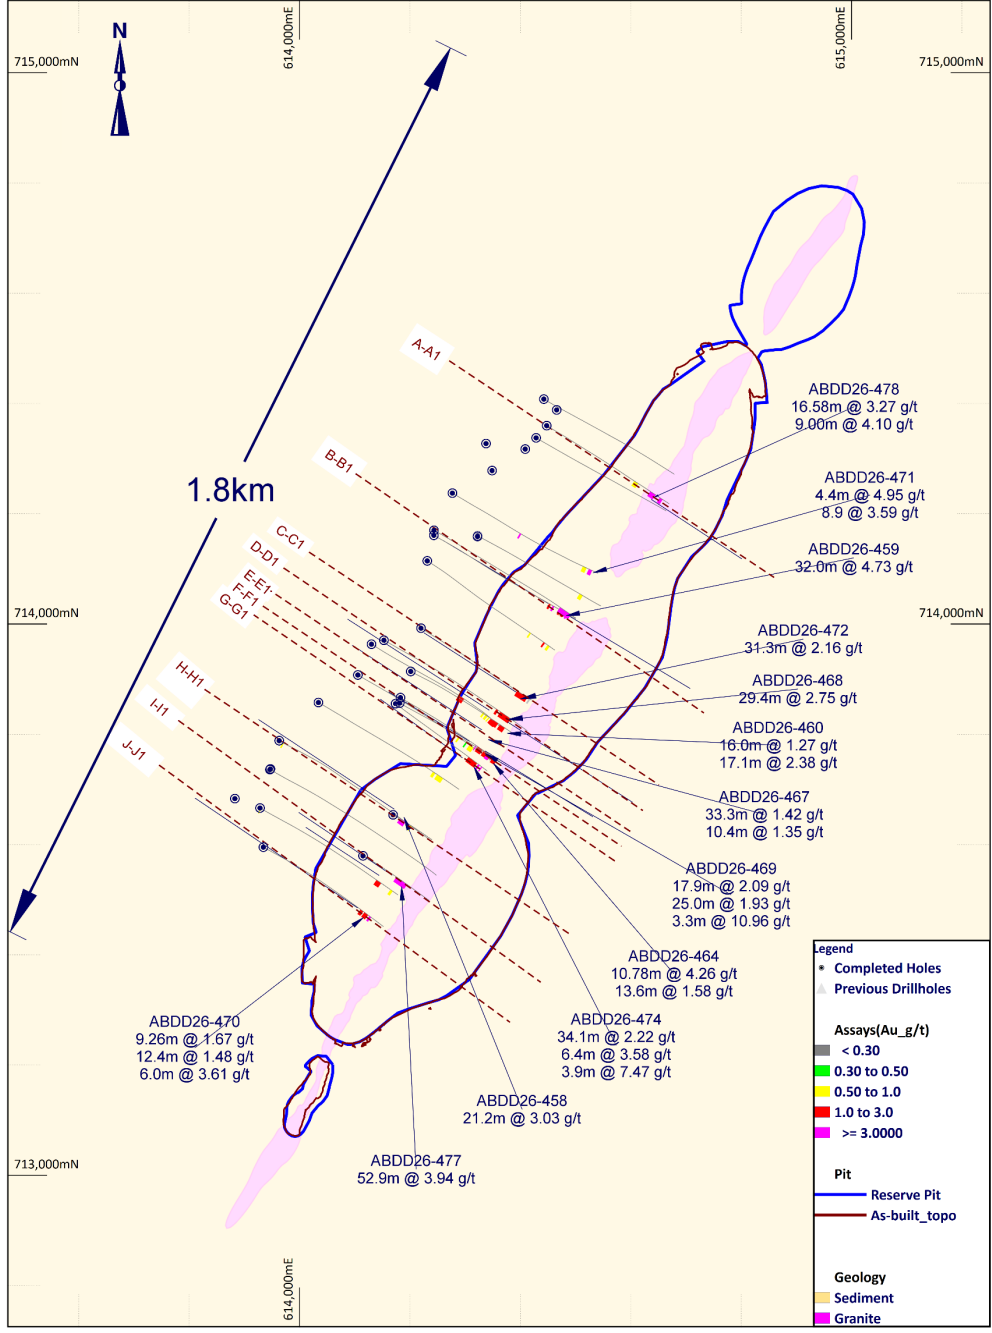 614,000mE
615,000mE
N
715,000mN
715,000mN
A-A1
ABDD26-478
16.58m @ 3.27 g/t
9.00m @ 4.10 g/t
B-B1
1.8km
ABDD26-471
4.4m @ 4.95 g/t
8.9 @ 3.59 g/t
C-C1
D-D1
E-E1
F-F1
G-G1
ABDD26-459
32.0m @ 4.73 g/t
714,000mN
714,000mN
ABDD26-472
31.3m @ 2.16 g/t
H-H1
I-I1
J-J1
ABDD26-468
29.4m @ 2.75 g/t
ABDD26-460
16.0m @ 1.27 g/t
17.1m @ 2.38 g/t
ABDD26-467
33.3m @ 1.42 g/t
10.4m @ 1.35 g/t
ABDD26-469
17.9m @ 2.09 g/t
25.0m @ 1.93 g/t
3.3m @ 10.96 g/t
ABDD26-464
10.78m @ 4.26 g/t
13.6m @ 1.58 g/t
ABDD26-474
34.1m @ 2.22 g/t
6.4m @ 3.58 g/t
3.9m @ 7.47 g/t
ABDD26-470
9.26m @ 1.67 g/t
12.4m @ 1.48 g/t
6.0m @ 3.61 g/t
ABDD26-458
21.2m @ 3.03 g/t
ABDD26-477
52.9m @ 3.94 g/t
713,000mN
614,000mE
Legend
Completed Holes
Previous Drillholes
Assays(Au_g/t)
< 0.30
0.30 to 0.50
0.50 to 1.0
1.0 to 3.0
>= 3.0000
Pit
Reserve Pit
As-built_topo
Geology
Sediment
Granite